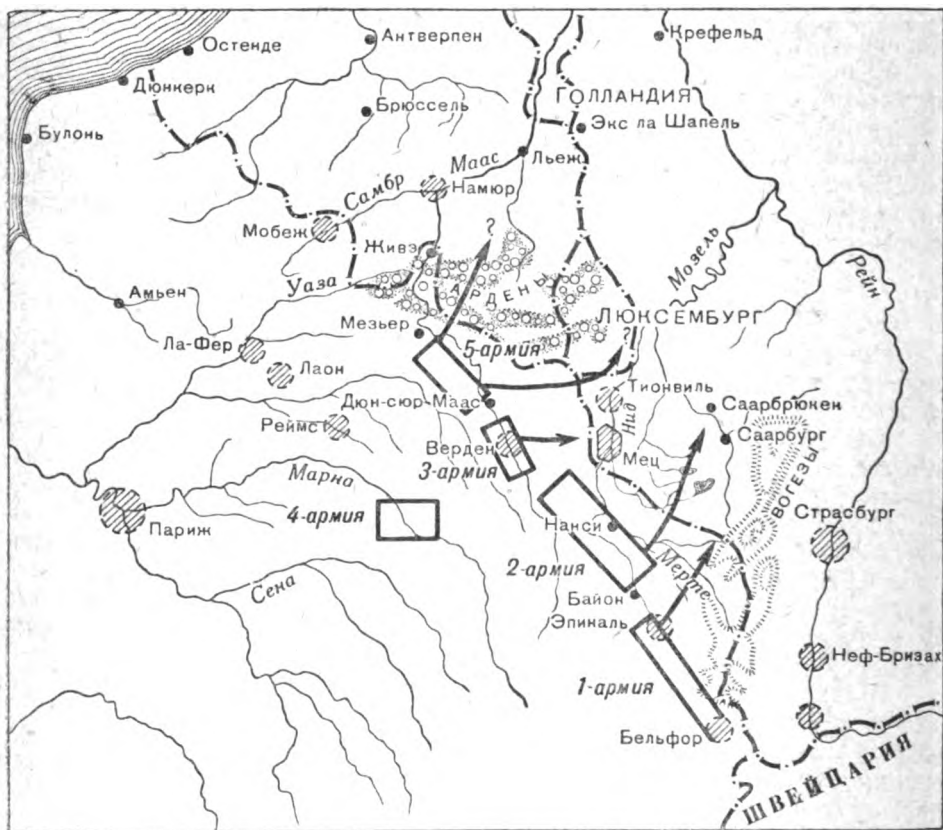 Остенде
Антверпен
Крефельд
Дюнкерк
ГОЛЛАНДИЯ
Брюссель
Экс ла Шапель
Булонь
Маас
Льеж
Самбр
Намюр
Мобеж
Живэ
?
Мозель
Рейн
АРДЕНЫ
Уаза
Амьен
ЛЮКСЕМБУРГ
?
Мезьер
5-армия
Ла-Фер
Лаон
Тионвиль
Дюн-сюр-Маас
Саарбрюкен
Нид
Реймс
Верден
Саарбург
3-армия
Мец
Марна
ВОГЕЗЫ
4-армия
Страсбург
Париж
Нанси
2-армия
Мерте
Сена
Байон
Эпиналь
Неф-Бризах
1-армия
Бельфор
ШВЕЙЦАРИЯ